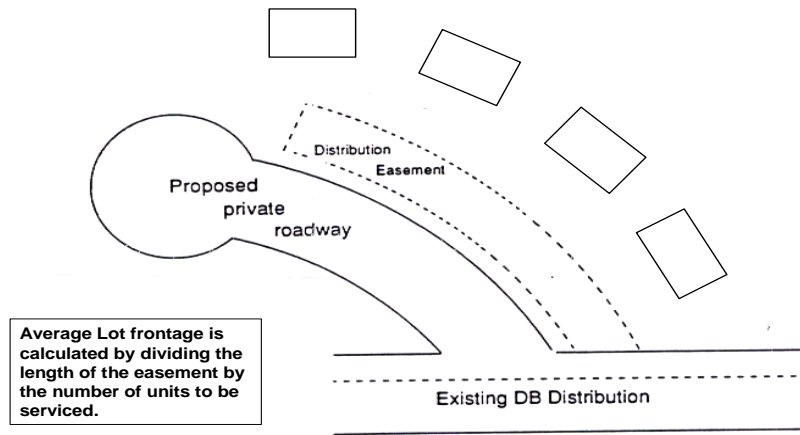 Distribution
Easement
Proposed
private
roadway
Average Lot frontage is
calculated by dividing the
length of the easement by
the number of units to be
serviced.
Existing DB Distribution